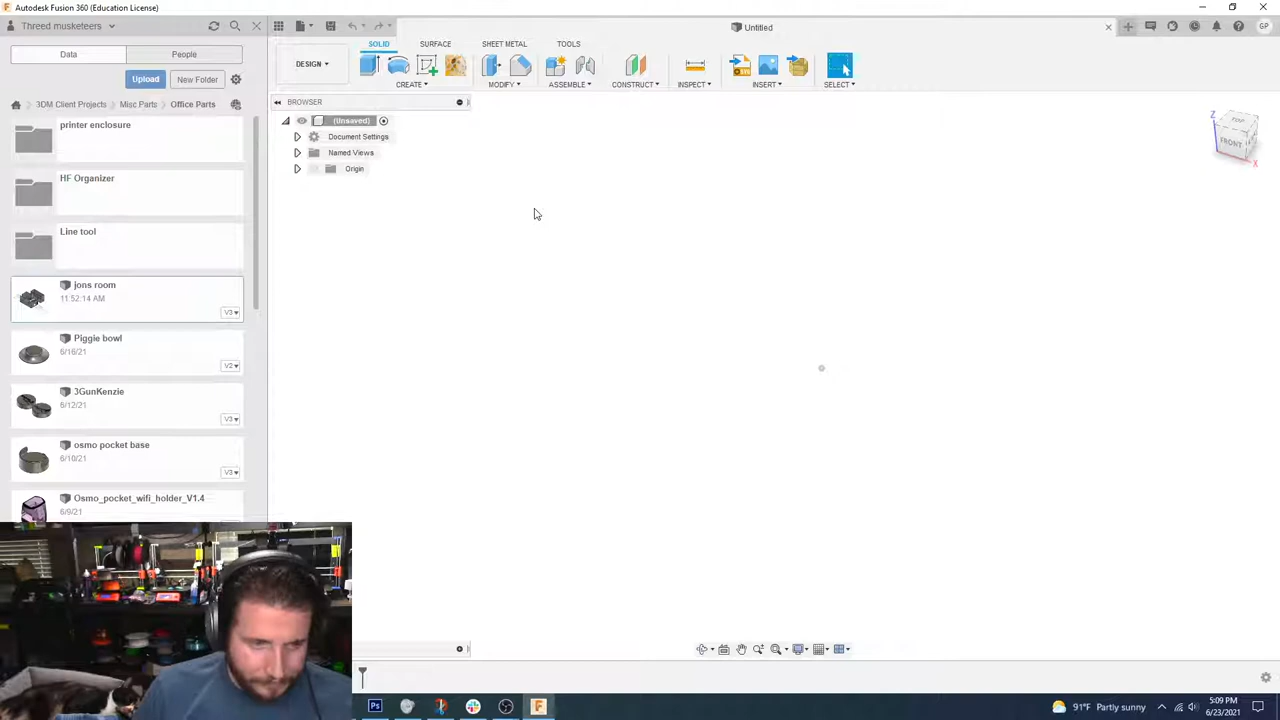 Autodesk Fusion 360 (Education License)
Threed musketeers
Untitled
Data
People
Upload
New Folder
3DM Client Projects
Misc Parts
Office Parts
printer enclosure
HF Organizer
Line tool
jons room
11:52:14 AM
V3
Piggie bowl
6/16/21
V2
3GunKenzie
6/12/21
V3
osmo pocket base
6/10/21
V3
Osmo_pocket_wifi_holder_V1.4
6/9/21
DESIGN
SOLID
SURFACE
SHEET METAL
TOOLS
CREATE
MODIFY
ASSEMBLE
CONSTRUCT
INSPECT
INSERT
SELECT
BROWSER
(Unsaved)
Document Settings
Named Views
Origin
GP
Z
TOP
FRONT
X
91°F Partly sunny
5:09 PM
6/23/2021